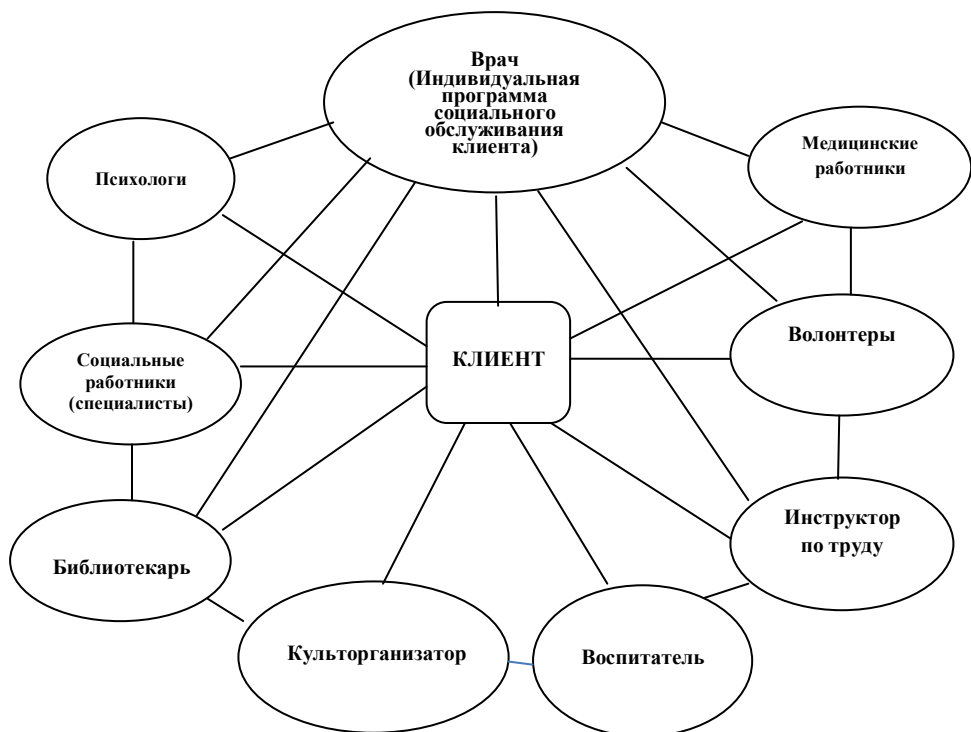 Врач
(Индивидуальная
программа
социального
обслуживания
клиента)
Медицинские
работники
Психологи
Волонтеры
КЛИЕНТ
Социальные
работники
(специалисты)
Инструктор
по труду
Библиотекарь
Культорганизатор
Воспитатель